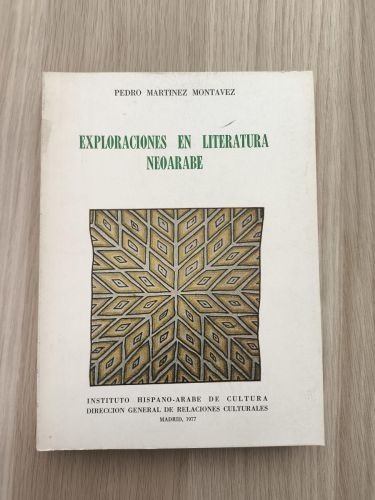 PEDRO MARTINEZ MONTAVEZ
EXPLORACIONES EN LITERATURA
NEOARABE
INSTITUTO HISPANO-ARABE DE CULTURA
DIRECCION GENERAL DE RELACIONES CULTURALES
MADRID, 1977